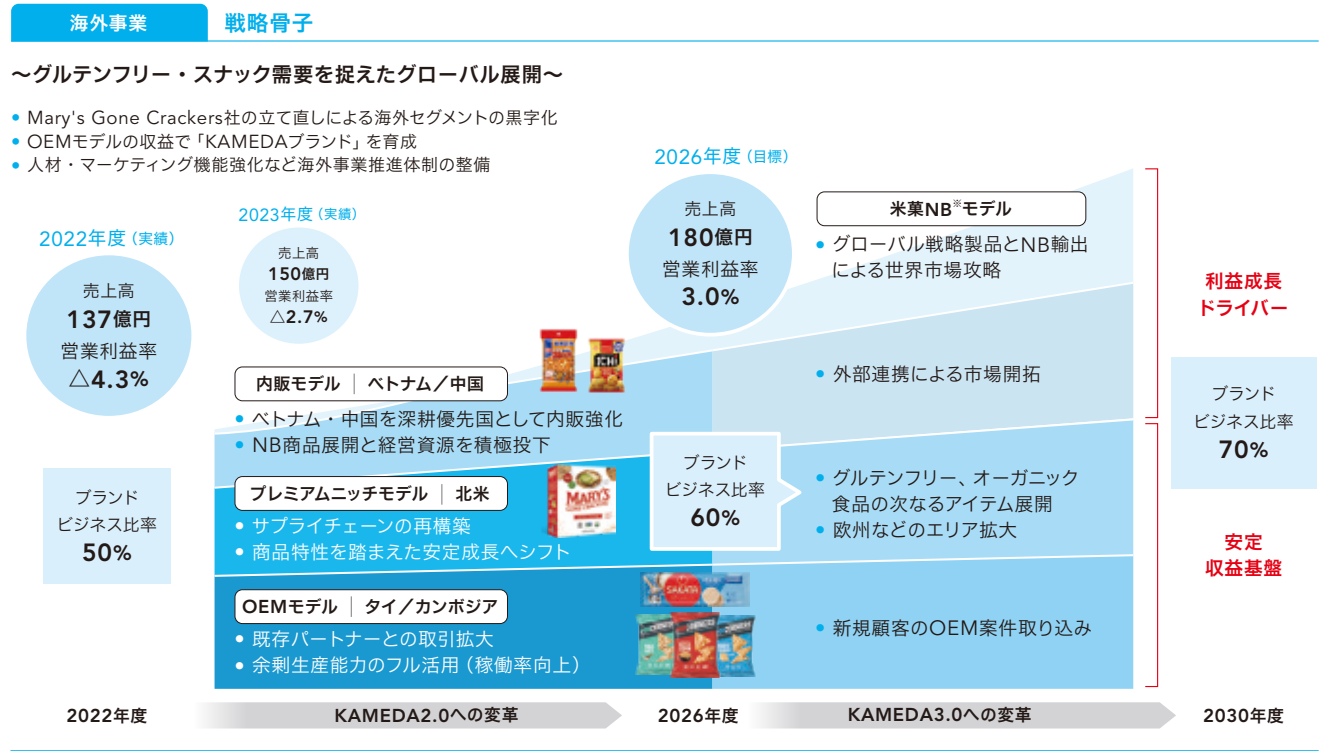 海外事業
戦略骨子
～グルテンフリー・スナック需要を捉えたグローバル展開～
• Mary's Gone Crackers社の立て直しによる海外セグメントの黒字化
• OEMモデルの収益で「KAMEDAブランド」を育成
• 人材・マーケティング機能強化など海外事業推進体制の整備
2022年度（実績）
売上高
137億円
営業利益率
△4.3%
ブランド
ビジネス比率
50%
2023年度（実績）
売上高
150億円
営業利益率
△2.7%
2026年度（目標）
売上高
180億円
営業利益率
3.0%
米菓NB※モデル
• グローバル戦略製品とNB輸出
による世界市場攻略
内販モデル｜ベトナム／中国
• ベトナム・中国を深耕優先国として内販強化
• NB商品展開と経営資源を積極投下
ICHI
• 外部連携による市場開拓
プレミアムニッチモデル｜北米
• サプライチェーンの再構築
• 商品特性を踏まえた安定成長へシフト
MARY'S
ブランド
ビジネス比率
60%
• グルテンフリー、オーガニック
食品の次なるアイテム展開
• 欧州などのエリア拡大
OEMモデル｜タイ／カンボジア
• 既存パートナーとの取引拡大
• 余剰生産能力のフル活用（稼働率向上）
SAKATA
• 新規顧客のOEM案件取り込み
利益成長
ドライバー
ブランド
ビジネス比率
70%
安定
収益基盤
2022年度
KAMEDA2.0への変革
2026年度
KAMEDA3.0への変革
2030年度